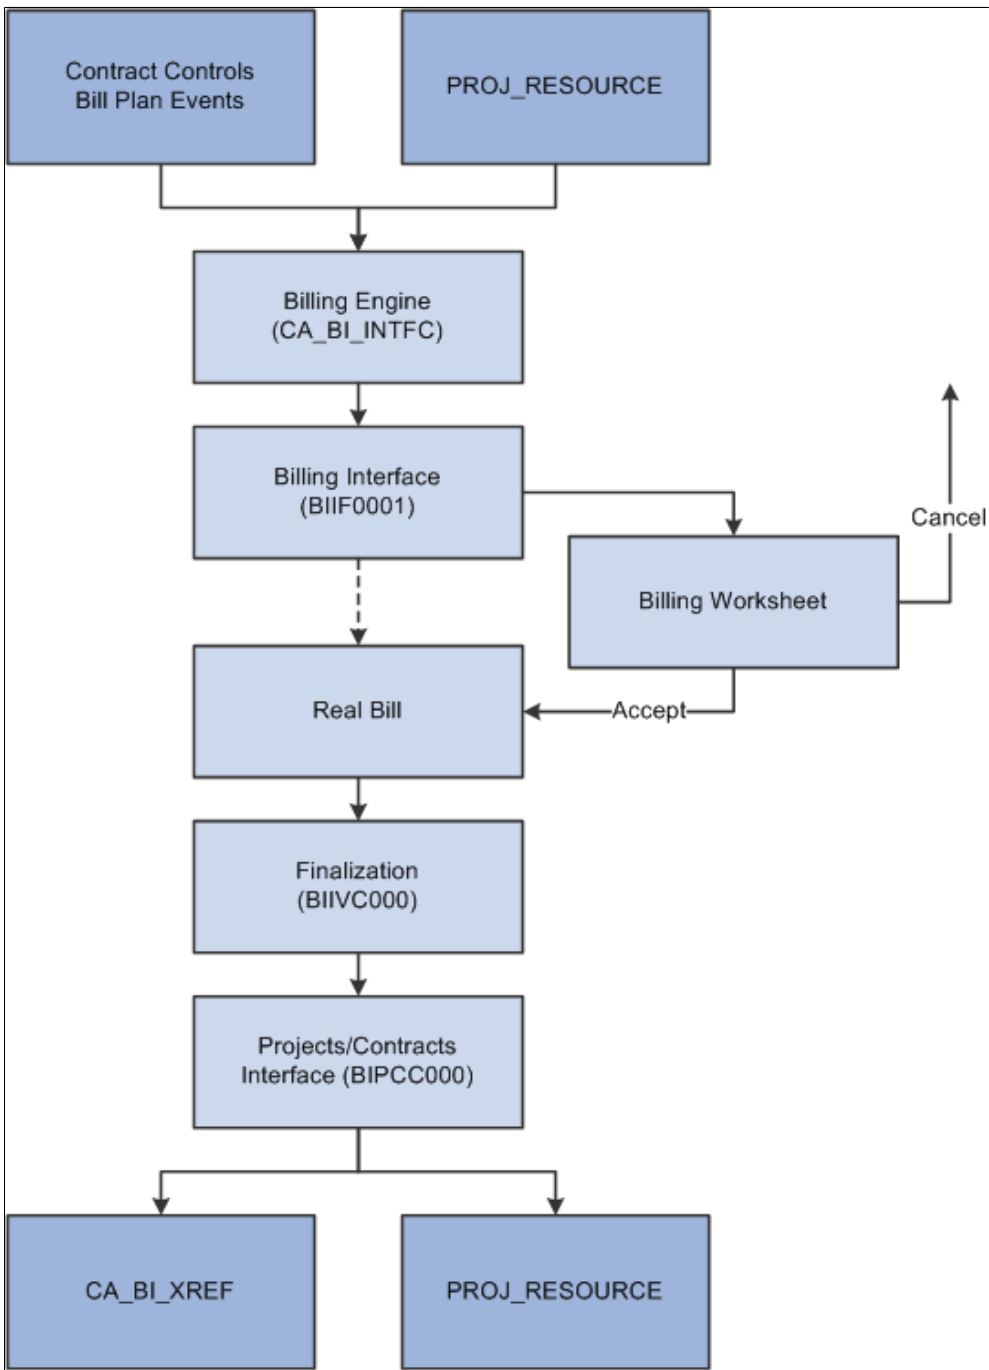 Contract Controls
Bill Plan Events
PROJ_RESOURCE
Billing Engine
(CA_BI_INTFC)
Billing Interface
(BIIF0001)
Cancel
Billing Worksheet
Real Bill
Accept
Finalization
(BIIVC000)
Projects/Contracts
Interface (BIPCC000)
CA_BI_XREF
PROJ_RESOURCE